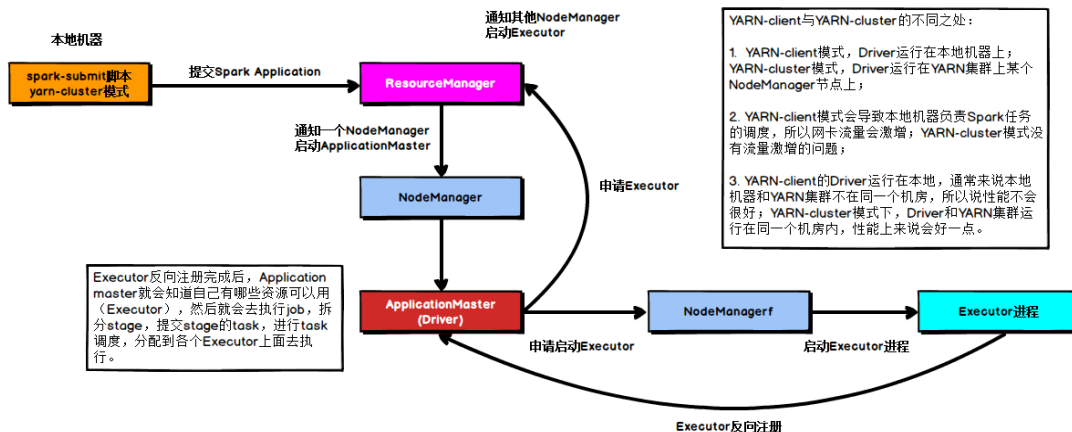 通知其他NodeManager
启动Executor
本地机器
spark-submit脚本
yarn-cluster模式
提交Spark Application
ResourceManager
通知一个NodeManager
启动ApplicationMaster
NodeManager
申请Executor
YARN-client与YARN-cluster的不同之处：
1. YARN-client模式，Driver运行在本地机器上；
YARN-cluster模式，Driver运行在YARN集群上某个
NodeManager节点上；
2. YARN-client模式会导致本地机器负责Spark任务
的调度，所以网卡流量会激增；YARN-cluster模式没
有流量激增的问题；
3. YARN-client的Driver运行在本地，通常来说本地
机器和YARN集群不在同一个机房，所以说性能不会
很好；YARN-cluster模式下，Driver和YARN集群运
行在同一个机房内，性能上来说会好一点。
Executor反向注册完成后，Application
master就会知道自己有哪些资源可以用
（Executor），然后就会去执行job，拆
分stage，提交stage的task，进行task
调度，分配到各个Executor上面去执
行。
ApplicationMaster
(Driver)
申请启动Executor
NodeManagerf
启动Executor进程
Executor进程
Executor反向注册